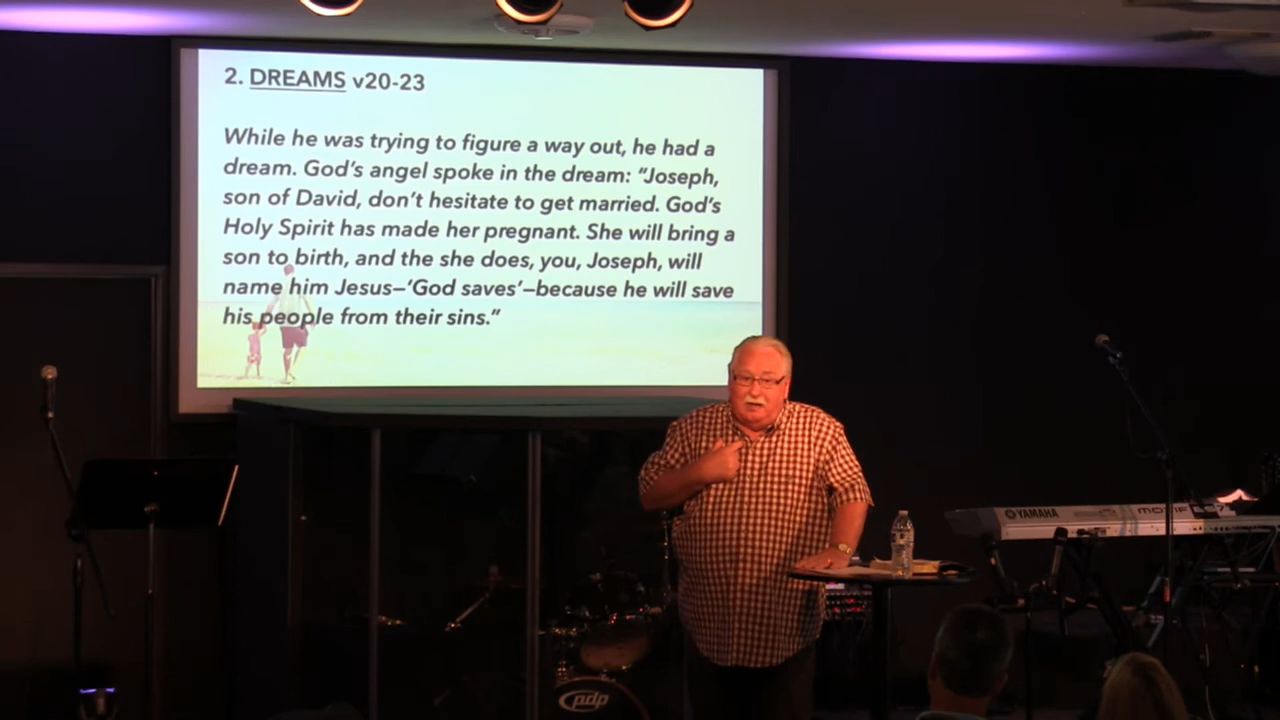 2. DREAMS v20-23
While he was trying to figure a way out, he had a
dream. God's angel spoke in the dream: “Joseph,
son of David, don't hesitate to get married. God's
Holy Spirit has made her pregnant. She will bring a
son to birth, and the she does, you, Joseph, will
name him Jesus—‘God saves’—because he will save
his people from their sins.”
YAMAHA
pdp